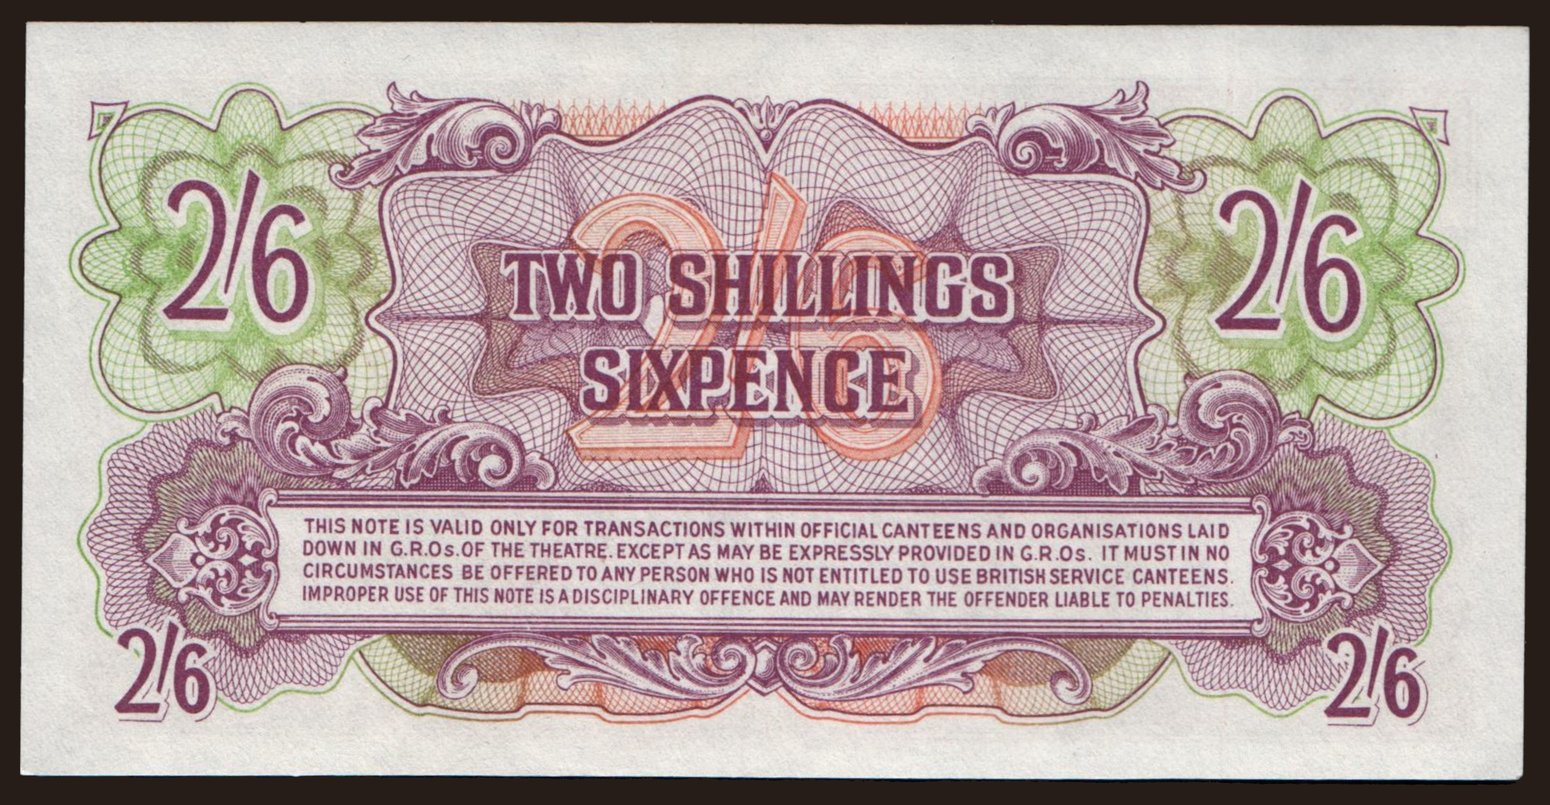 2/6
2/6
2/6
TWO SHILLINGS
SIXPENCE
THIS NOTE IS VALID ONLY FOR TRANSACTIONS WITHIN OFFICIAL CANTEENS AND ORGANISATIONS LAID
DOWN IN G.R.Os. OF THE THEATRE. EXCEPT AS MAY BE EXPRESSLY PROVIDED IN G.R.Os. IT MUST IN NO
CIRCUMSTANCES BE OFFERED TO ANY PERSON WHO IS NOT ENTITLED TO USE BRITISH SERVICE CANTEENS.
IMPROPER USE OF THIS NOTE IS A DISCIPLINARY OFFENCE AND MAY RENDER THE OFFENDER LIABLE TO PENALTIES.
2/6
2/6